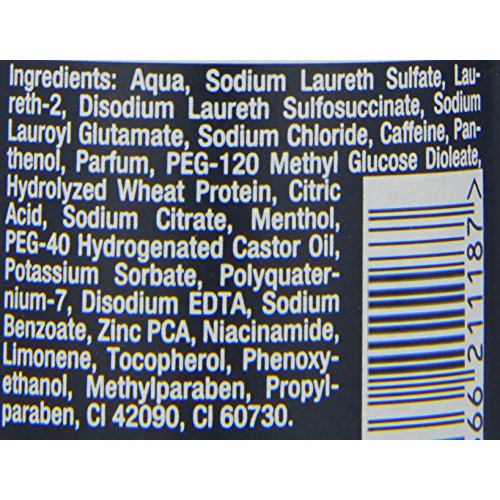 Ingredients: Aqua, Sodium Laureth Sulfate, Lau-
reth-2, Disodium Laureth Sulfosuccinate, Sodium
Lauroyl Glutamate, Sodium Chloride, Caffeine, Pan-
thenol, Parfum, PEG-120 Methyl Glucose Dioleate,
Hydrolyzed Wheat Protein, Citric
Acid, Sodium Citrate, Menthol,
PEG-40 Hydrogenated Castor Oil,
Potassium Sorbate, Polyquater-
nium-7, Disodium EDTA, Sodium
Benzoate, Zinc PCA, Niacinamide,
Limonene, Tocopherol, Phenoxy-
ethanol, Methylparaben, Propyl-
paraben, CI 42090, CI 60730.
66 211187 >